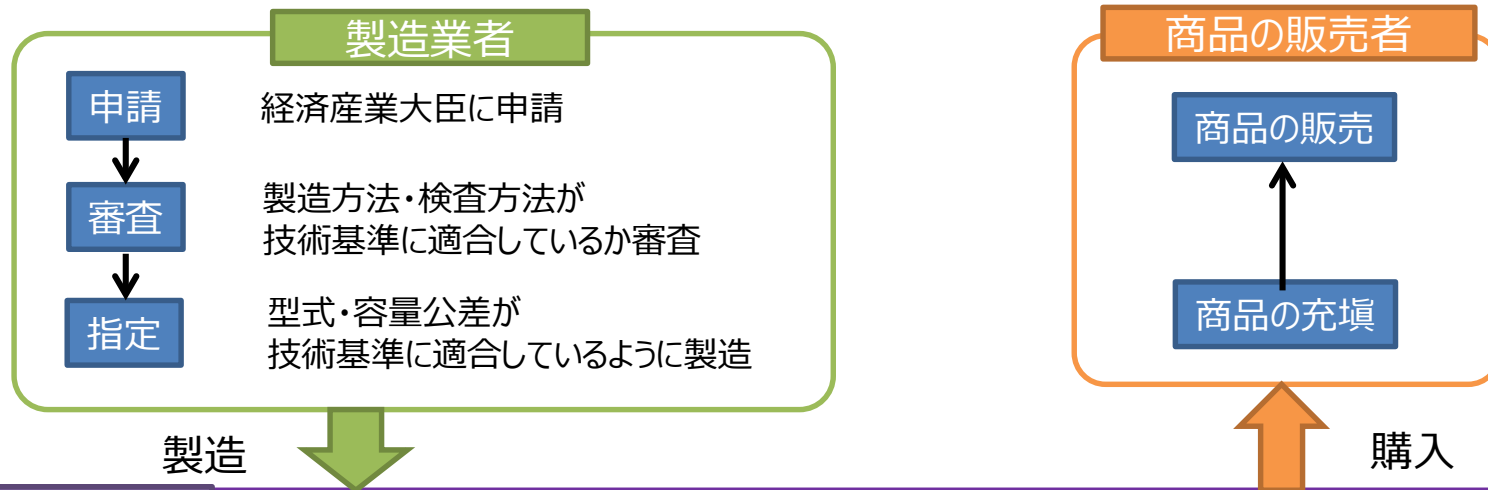 製造業者
申請
経済産業大臣に申請
審査
製造方法・検査方法が
技術基準に適合しているか審査
指定
型式・容量公差が
技術基準に適合しているように製造
製造
商品の販売者
商品の販売
商品の充塡
購入